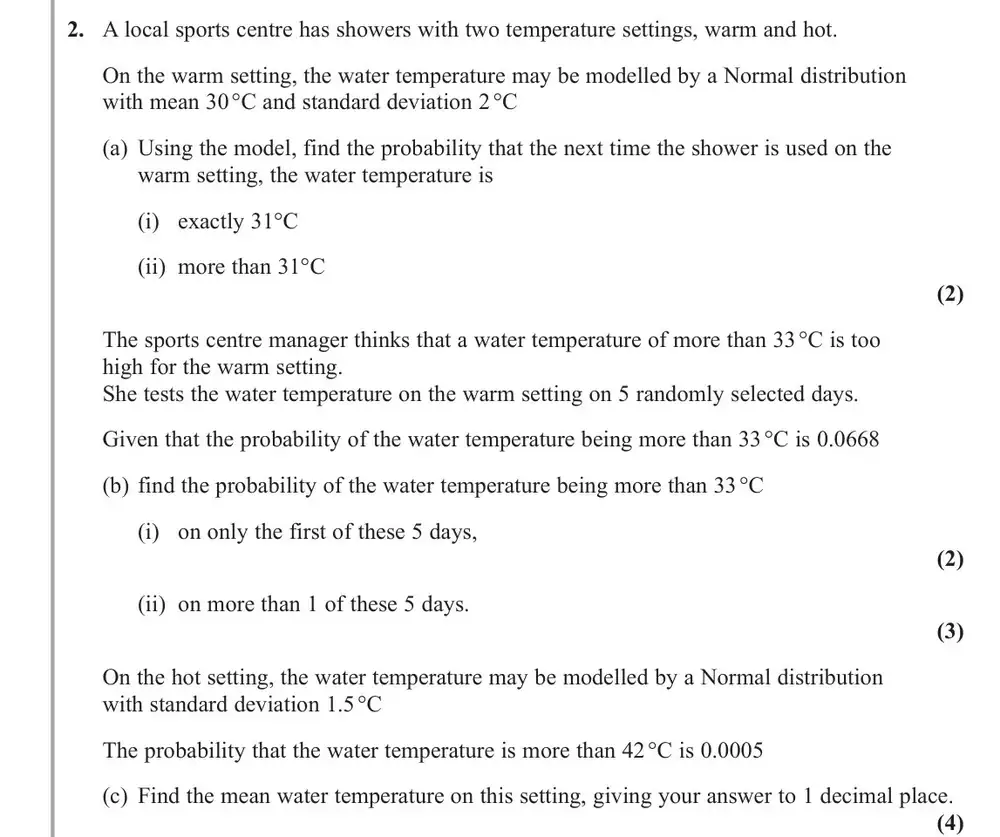 2. A local sports centre has showers with two temperature settings, warm and hot.
On the warm setting, the water temperature may be modelled by a Normal distribution
with mean 30 °C and standard deviation 2 °C
(a) Using the model, find the probability that the next time the shower is used on the
warm setting, the water temperature is
(i) exactly 31°C
(ii) more than 31°C
(2)
The sports centre manager thinks that a water temperature of more than 33 °C is too
high for the warm setting.
She tests the water temperature on the warm setting on 5 randomly selected days.
Given that the probability of the water temperature being more than 33 °C is 0.0668
(b) find the probability of the water temperature being more than 33 °C
(i) on only the first of these 5 days,
(2)
(ii) on more than 1 of these 5 days.
(3)
On the hot setting, the water temperature may be modelled by a Normal distribution
with standard deviation 1.5 °C
The probability that the water temperature is more than 42 °C is 0.0005
(c) Find the mean water temperature on this setting, giving your answer to 1 decimal place.
(4)